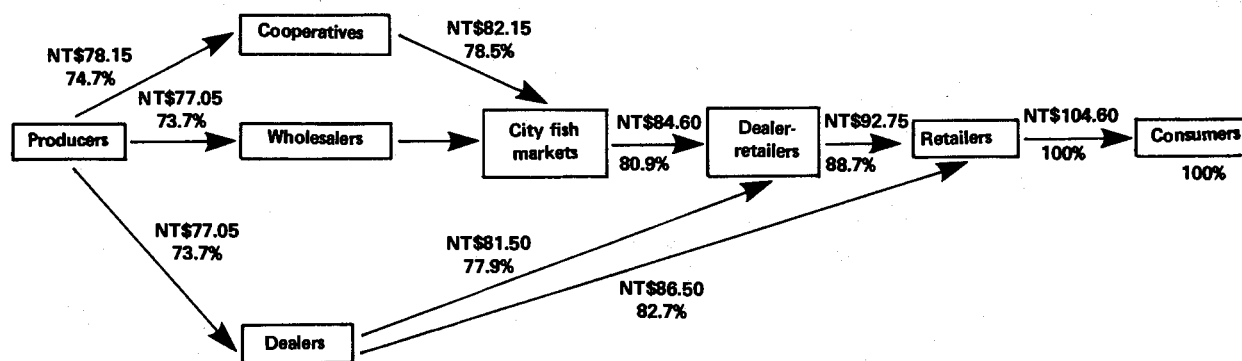 Cooperatives
NT$82.15
78.5%
NT$78.15
74.7%
NT$77.05
73.7%
Producers
Wholesalers
City fish
markets
NT$84.60
80.9%
Dealer-
retailers
NT$92.75
88.7%
Retailers
NT$104.60
100%
Consumers
100%
NT$77.05
73.7%
NT$81.50
77.9%
NT$86.50
82.7%
Dealers